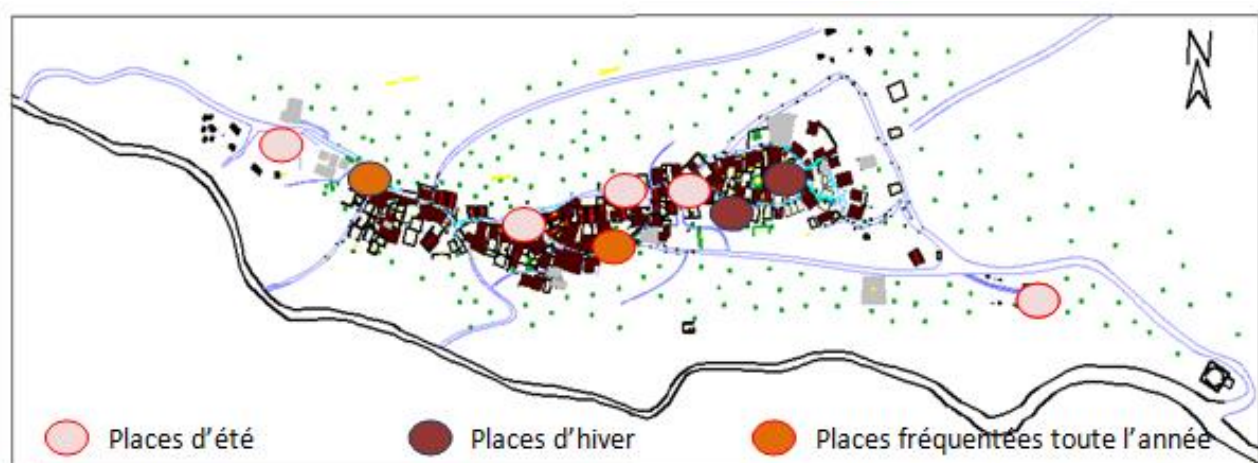 N
Places d'été
Places d'hiver
Places fréquentées toute l'année